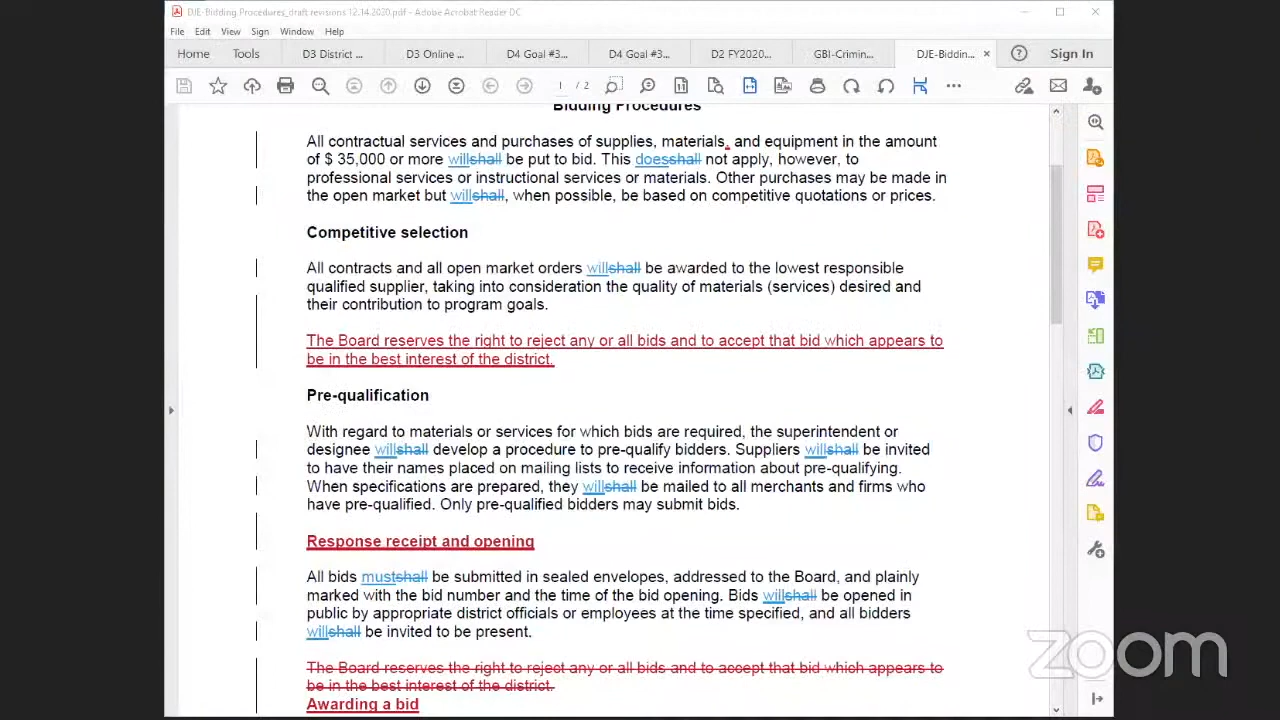 DJE-Bidding Procedures_draft revisions 12.14.2020.pdf - Adobe Acrobat Reader DC
File Edit View Sign Window Help
Home Tools D3 District ... D3 Online ... D4 Goal #3... D4 Goal #3... D2 FY2020... GBI-Crimin... DJE-Biddin... × ? Sign In
1 / 2
Bidding Procedures
All contractual services and purchases of supplies, materials, and equipment in the amount
of $ 35,000 or more willshall be put to bid. This doesshall not apply, however, to
professional services or instructional services or materials. Other purchases may be made in
the open market but willshall, when possible, be based on competitive quotations or prices.
Competitive selection
All contracts and all open market orders willshall be awarded to the lowest responsible
qualified supplier, taking into consideration the quality of materials (services) desired and
their contribution to program goals.
The Board reserves the right to reject any or all bids and to accept that bid which appears to
be in the best interest of the district.
Pre-qualification
With regard to materials or services for which bids are required, the superintendent or
designee willshall develop a procedure to pre-qualify bidders. Suppliers willshall be invited
to have their names placed on mailing lists to receive information about pre-qualifying.
When specifications are prepared, they willshall be mailed to all merchants and firms who
have pre-qualified. Only pre-qualified bidders may submit bids.
Response receipt and opening
All bids mustshall be submitted in sealed envelopes, addressed to the Board, and plainly
marked with the bid number and the time of the bid opening. Bids willshall be opened in
public by appropriate district officials or employees at the time specified, and all bidders
willshall be invited to be present.
The Board reserves the right to reject any or all bids and to accept that bid which appears to
be in the best interest of the district.
Awarding a bid
zoom